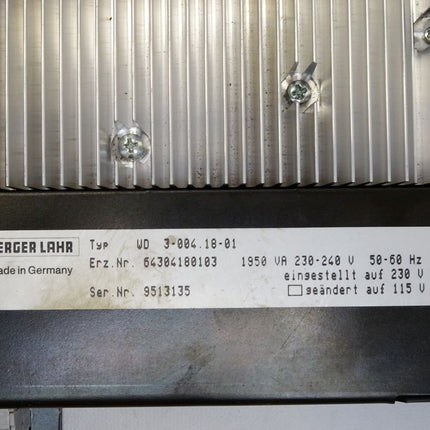 ERGER LAHR
Typ WD 3-004.18-01
Erz.Nr. 64304180103 1950 VA 230-240 V 50-60 Hz
ade in Germany
eingestellt auf 230 V
Ser.Nr. 9513135
geändert auf 115 V